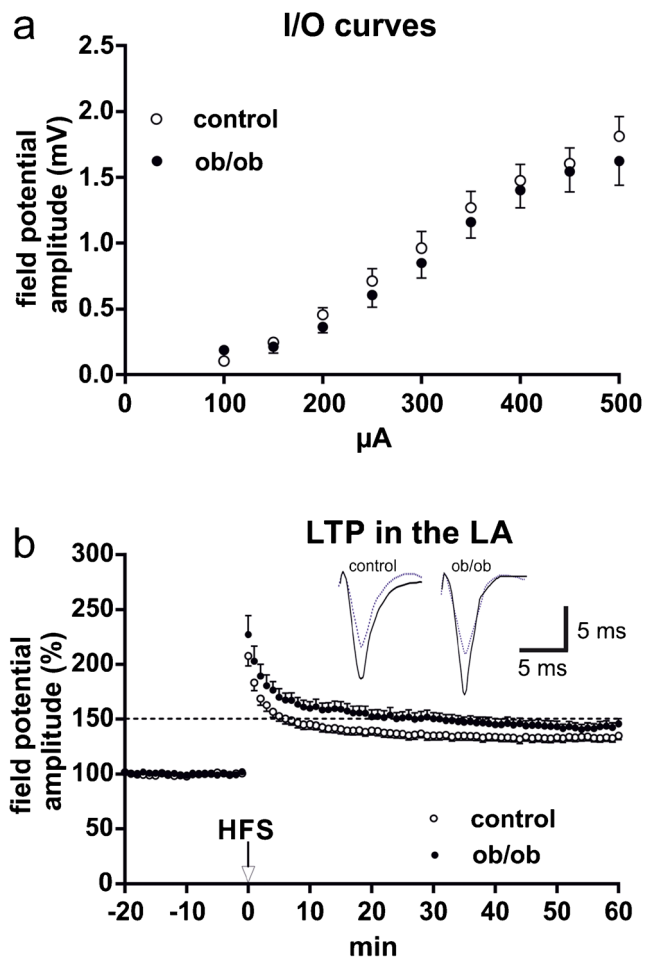 a
I/O curves
field potential
amplitude (mV)
2.5
2.0
1.5
1.0
0.5
0.0
control
ob/ob
0 100 200 300 400 500
µA
b
LTP in the LA
field potential
amplitude (%)
300
250
200
150
100
50
0
control ob/ob
5 ms
5 ms
HFS
control
ob/ob
-20 -10 0 10 20 30 40 50 60
min